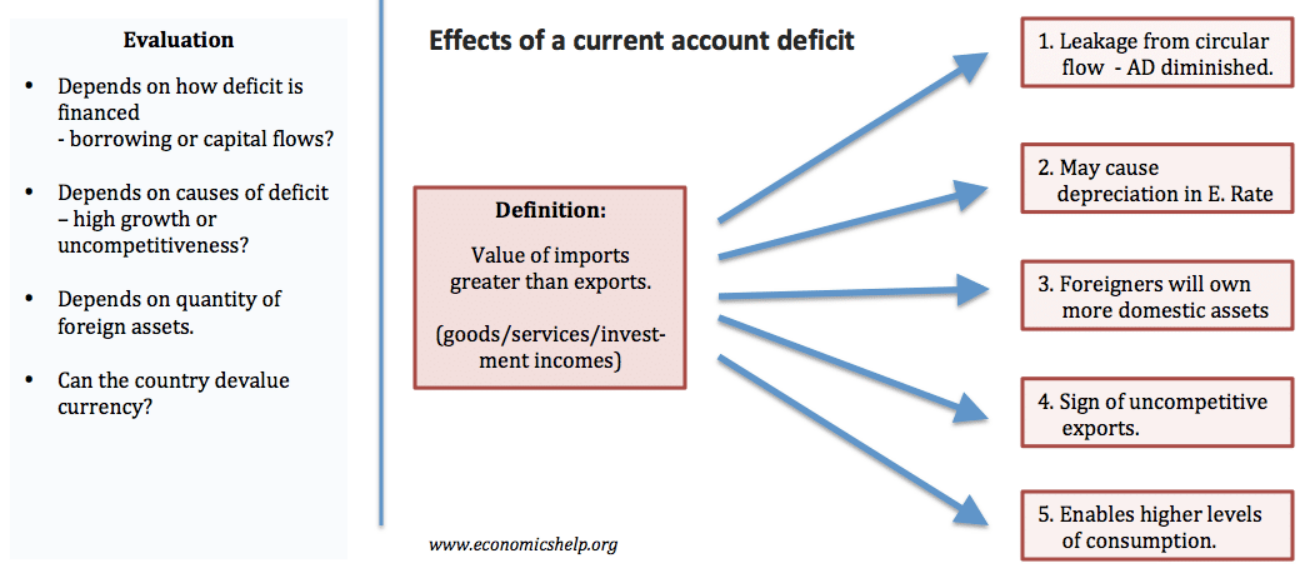 Evaluation
• Depends on how deficit is
financed
- borrowing or capital flows?
• Depends on causes of deficit
– high growth or
uncompetitiveness?
• Depends on quantity of
foreign assets.
• Can the country devalue
currency?
Effects of a current account deficit
Definition:
Value of imports
greater than exports.
(goods/services/invest-
ment incomes)
www.economicshelp.org
1. Leakage from circular
flow - AD diminished.
2. May cause
depreciation in E. Rate
3. Foreigners will own
more domestic assets
4. Sign of uncompetitive
exports.
5. Enables higher levels
of consumption.